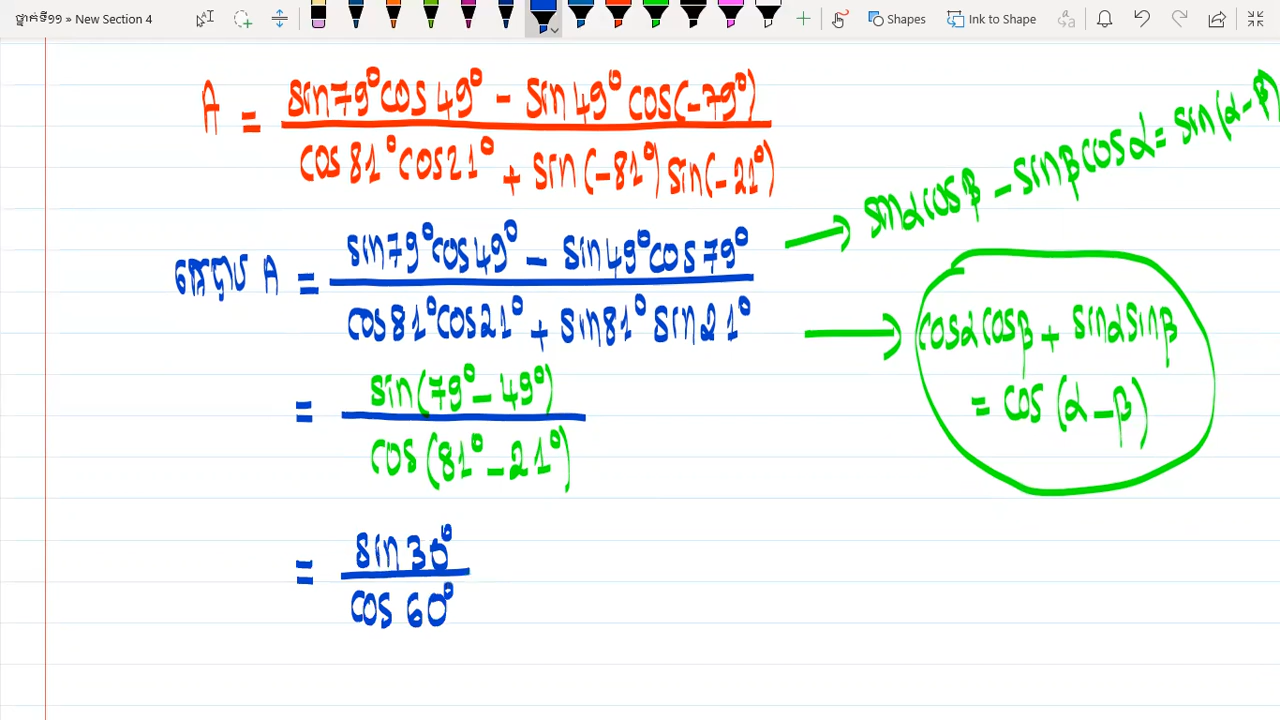 ថ្នាក់ទី១១ » New Section 4
Shapes
Ink to Shape
A = (sin79°cos49° − sin49°cos(−79°)) / (cos81°cos21° + sin(−81°)sin(−21°))
A = (sin79°cos49° − sin49°cos79°) / (cos81°cos21° + sin81°sin21°)
→ sinαcosβ − sinβcosα = sin(α−β)
→ cosαcosβ + sinαsinβ
= cos(α−β)
= sin(79°−49°) / cos(81°−21°)
= sin30° / cos60°